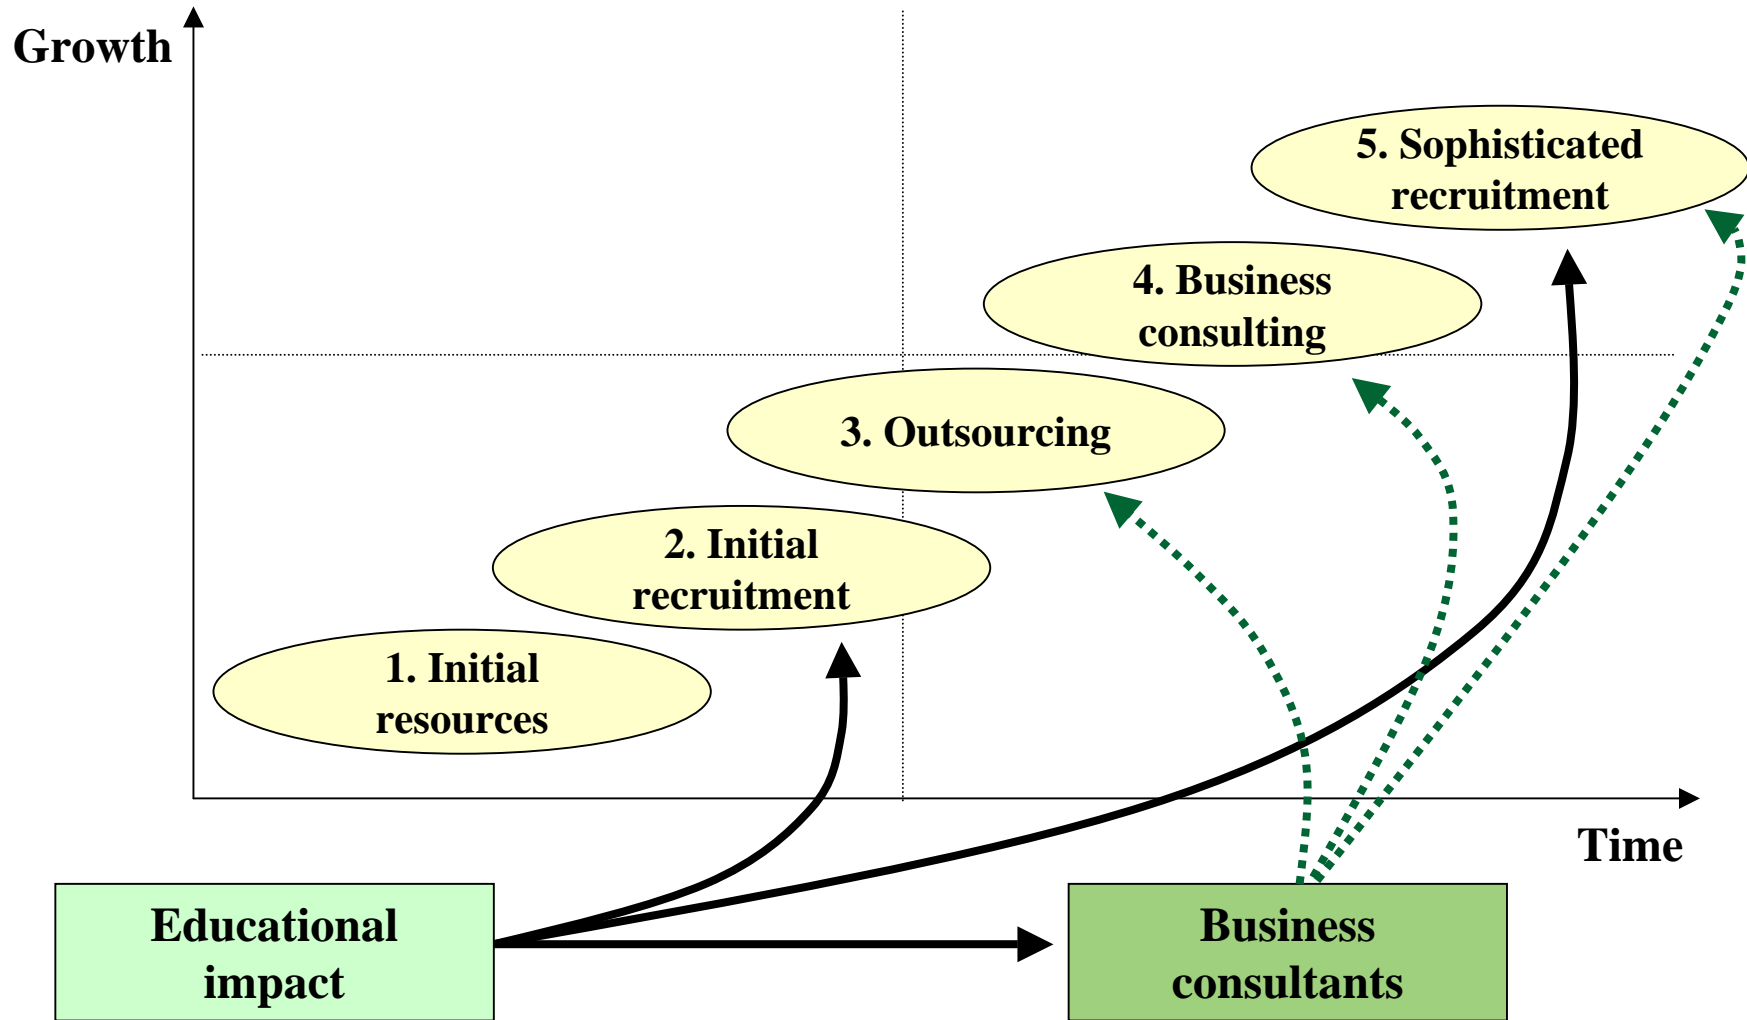 Growth
5. Sophisticated
recruitment
4. Business
consulting
3. Outsourcing
2. Initial
recruitment
1. Initial
resources
Time
Educational
impact
Business
consultants